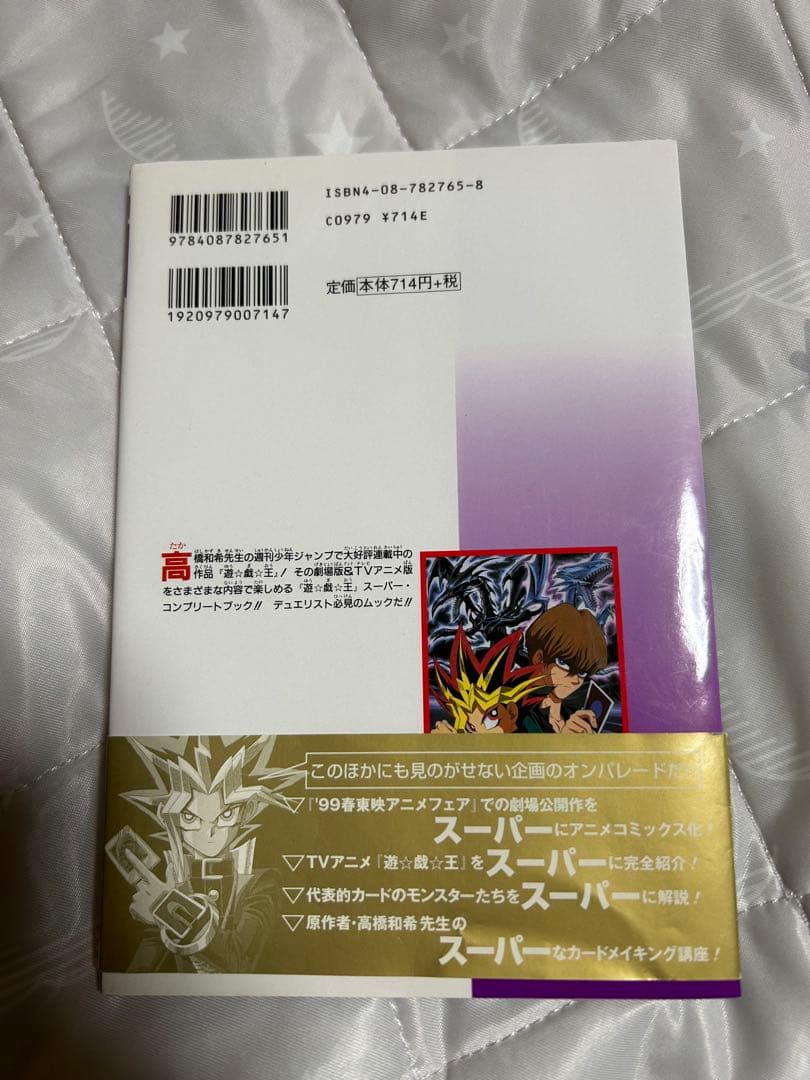 ISBN4-08-782765-8
C0979 ¥714E
9784087827651
定価 本体714円+税
1920979007147
高橋和希先生の週刊少年ジャンプで大好評連載中の
作品『遊☆戯☆王』! その劇場版&TVアニメ版
をさまざまな内容で楽しめる『遊☆戯☆王』スーパー・
コンプリートブック!! デュエリスト必見のムックだ!!
このほかにも見のがせない企画のオンパレードだ
▽『'99春東映アニメフェア』での劇場公開作を
スーパーにアニメコミックス化!
▽TVアニメ『遊☆戯☆王』をスーパーに完全紹介!
▽代表的カードのモンスターたちをスーパーに解説!
▽原作者・高橋和希先生の
スーパーなカードメイキング講座!